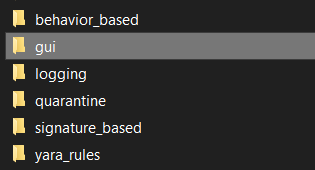 behavior_based
gui
logging
quarantine
signature_based
yara_rules